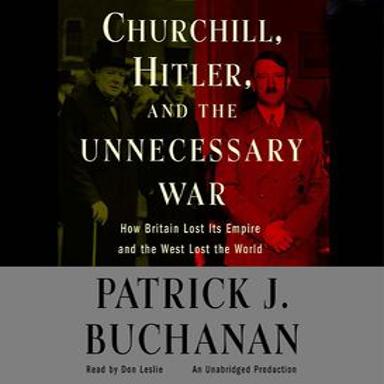 CHURCHILL,
HITLER,
AND THE
UNNECESSARY
WAR
How Britain Lost Its Empire
and the West Lost the World
PATRICK J.
BUCHANAN
Read by Don Leslie An Unabridged Production